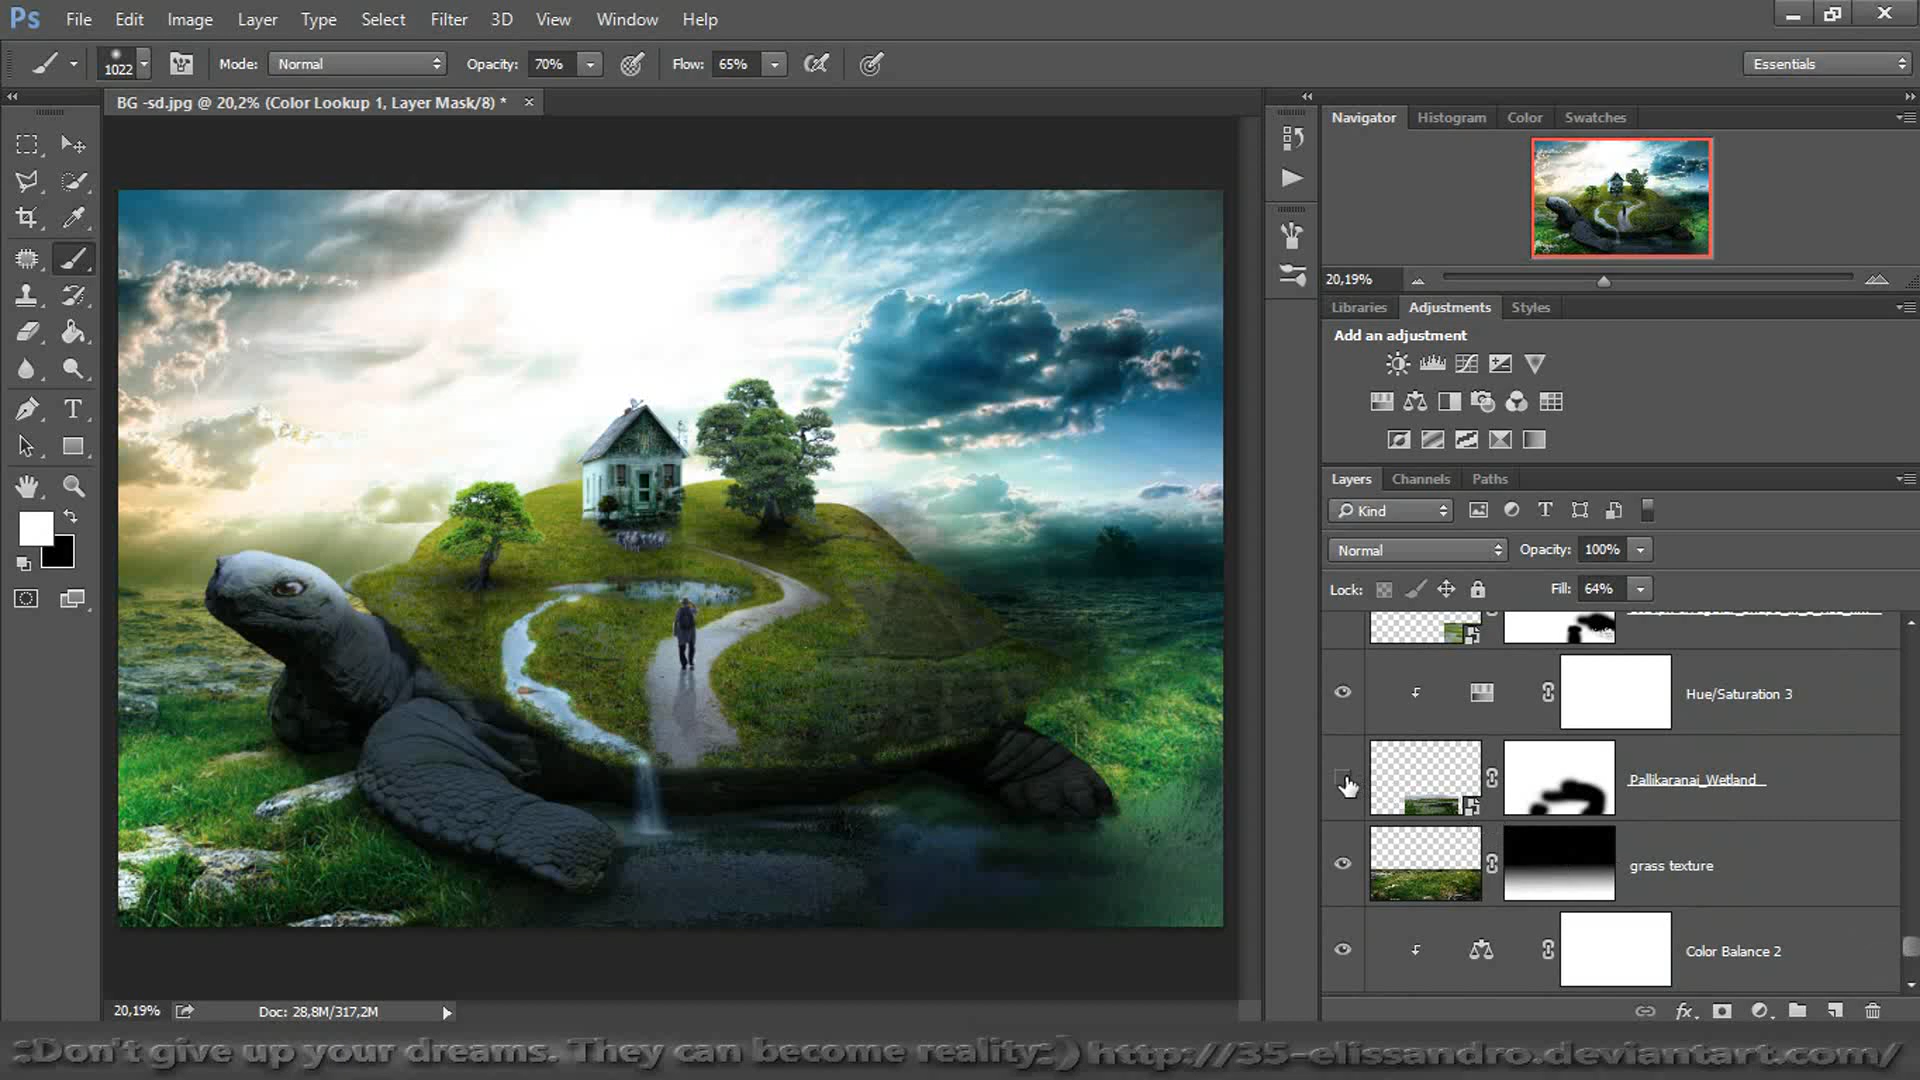 Ps File Edit Image Layer Type Select Filter 3D View Window Help
1022 Mode: Normal Opacity: 70% Flow: 65% Essentials
BG -sd.jpg @ 20,2% (Color Lookup 1, Layer Mask/8) *
Navigator Histogram Color Swatches
20,19%
Libraries Adjustments Styles
Add an adjustment
Layers Channels Paths
Kind
Normal Opacity: 100%
Lock: Fill: 64%
Hue/Saturation 3
Pallikaranai_Wetland
grass texture
Color Balance 2
20,19% Doc: 28,8M/317,2M
::Don't give up your dreams. They can become reality:;) http://35-elissandro.deviantart.com/